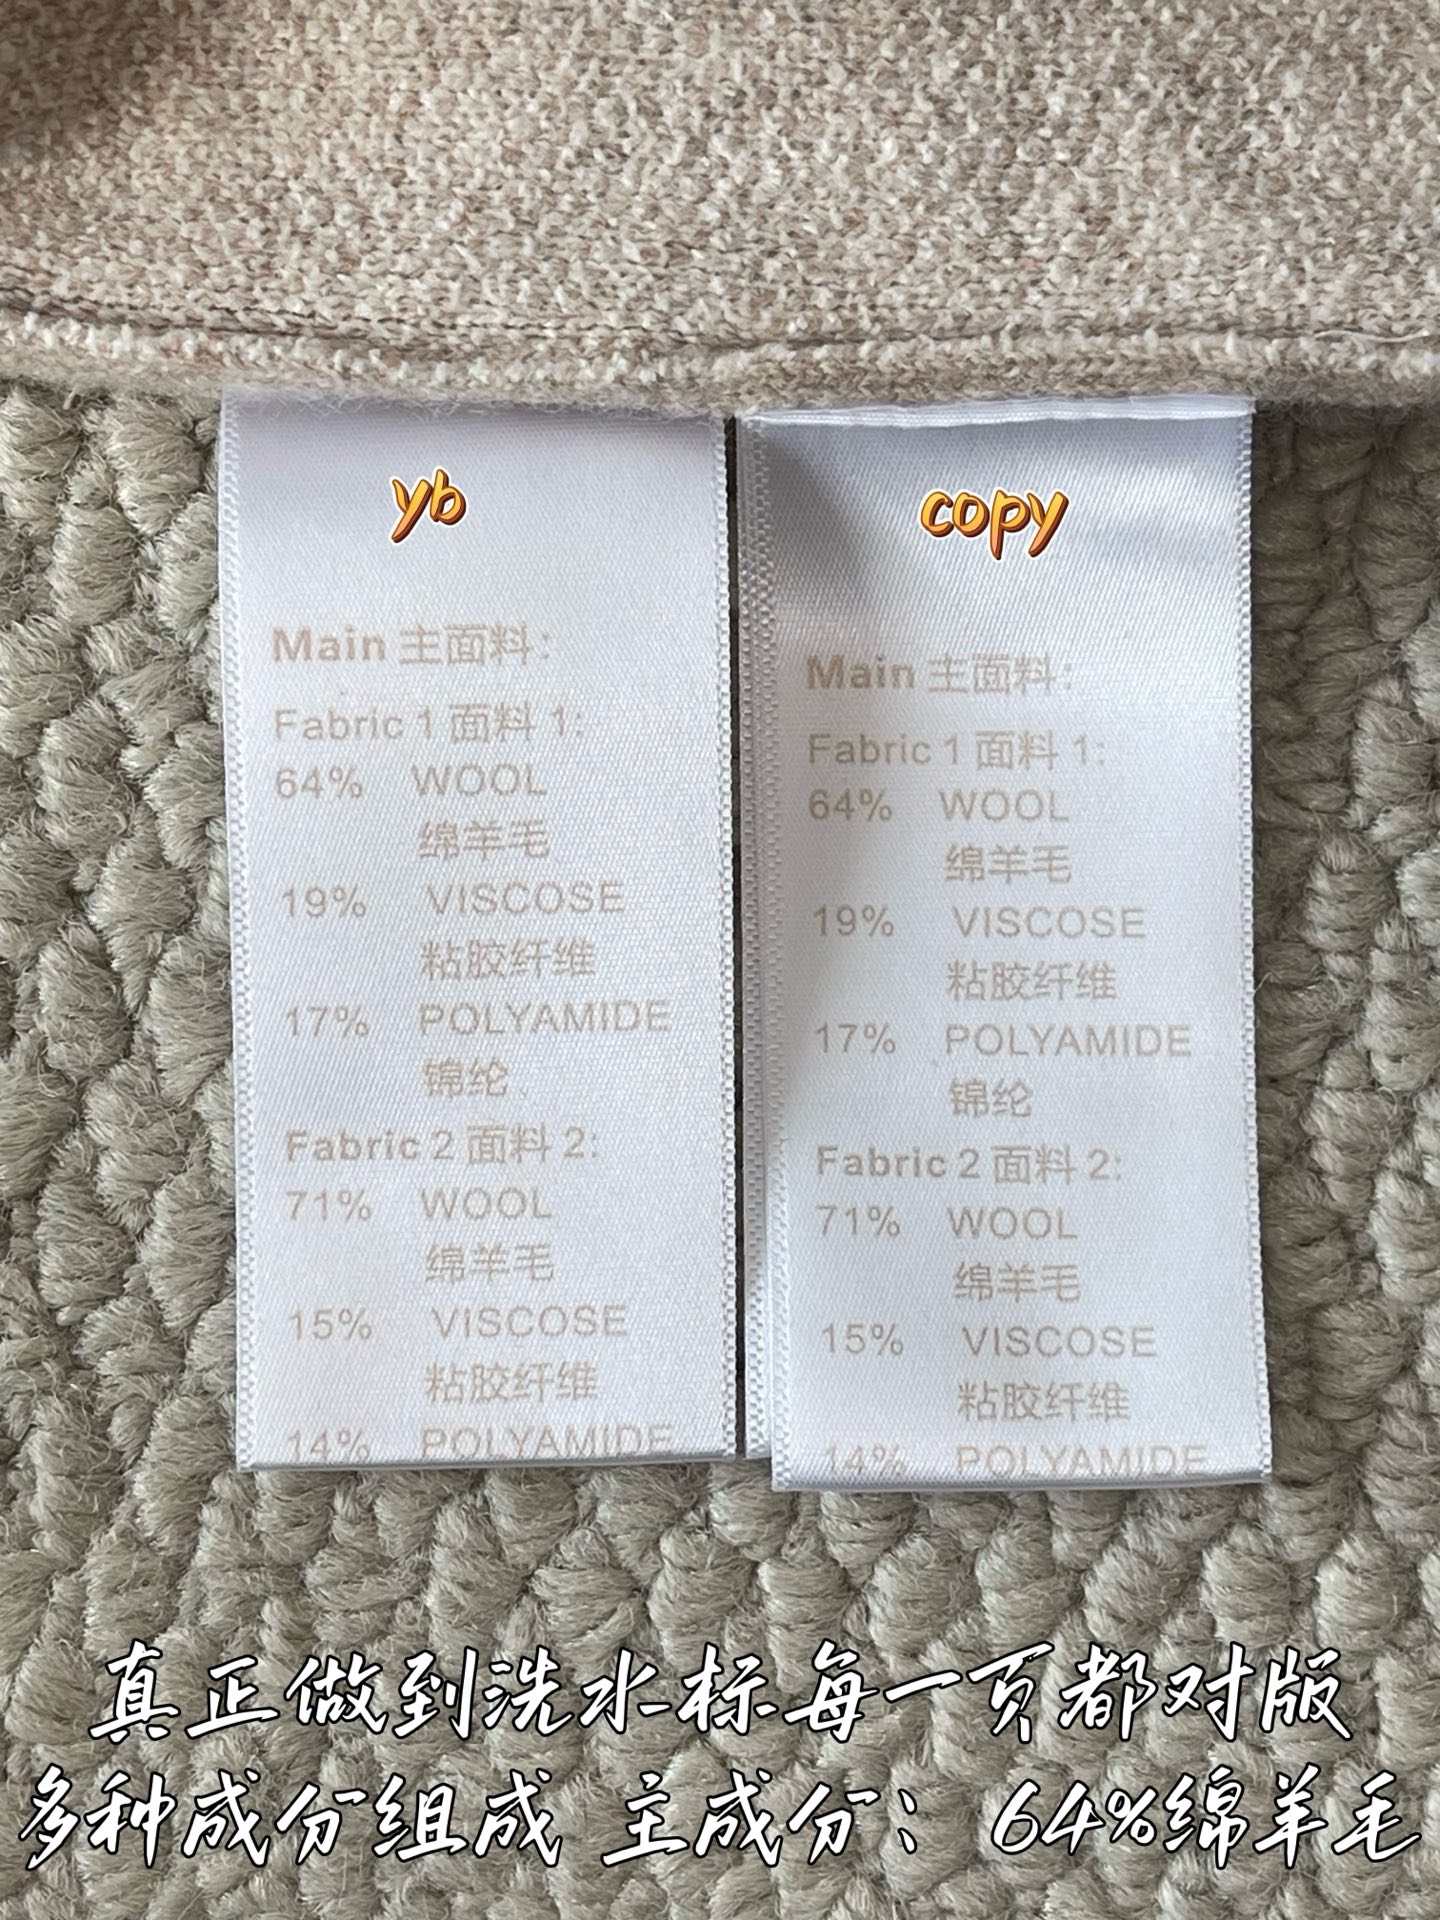 yb
Main 主面料:
Fabric 1 面料 1:
64% WOOL
绵羊毛
19% VISCOSE
粘胶纤维
17% POLYAMIDE
锦纶
Fabric 2 面料 2:
71% WOOL
绵羊毛
15% VISCOSE
粘胶纤维
14% POLYAMIDE
copy
Main 主面料:
Fabric 1 面料 1:
64% WOOL
绵羊毛
19% VISCOSE
粘胶纤维
17% POLYAMIDE
锦纶
Fabric 2 面料 2:
71% WOOL
绵羊毛
15% VISCOSE
粘胶纤维
14% POLYAMIDE
真正做到洗水标每一页都对版
多种成分组成 主成分：64%绵羊毛